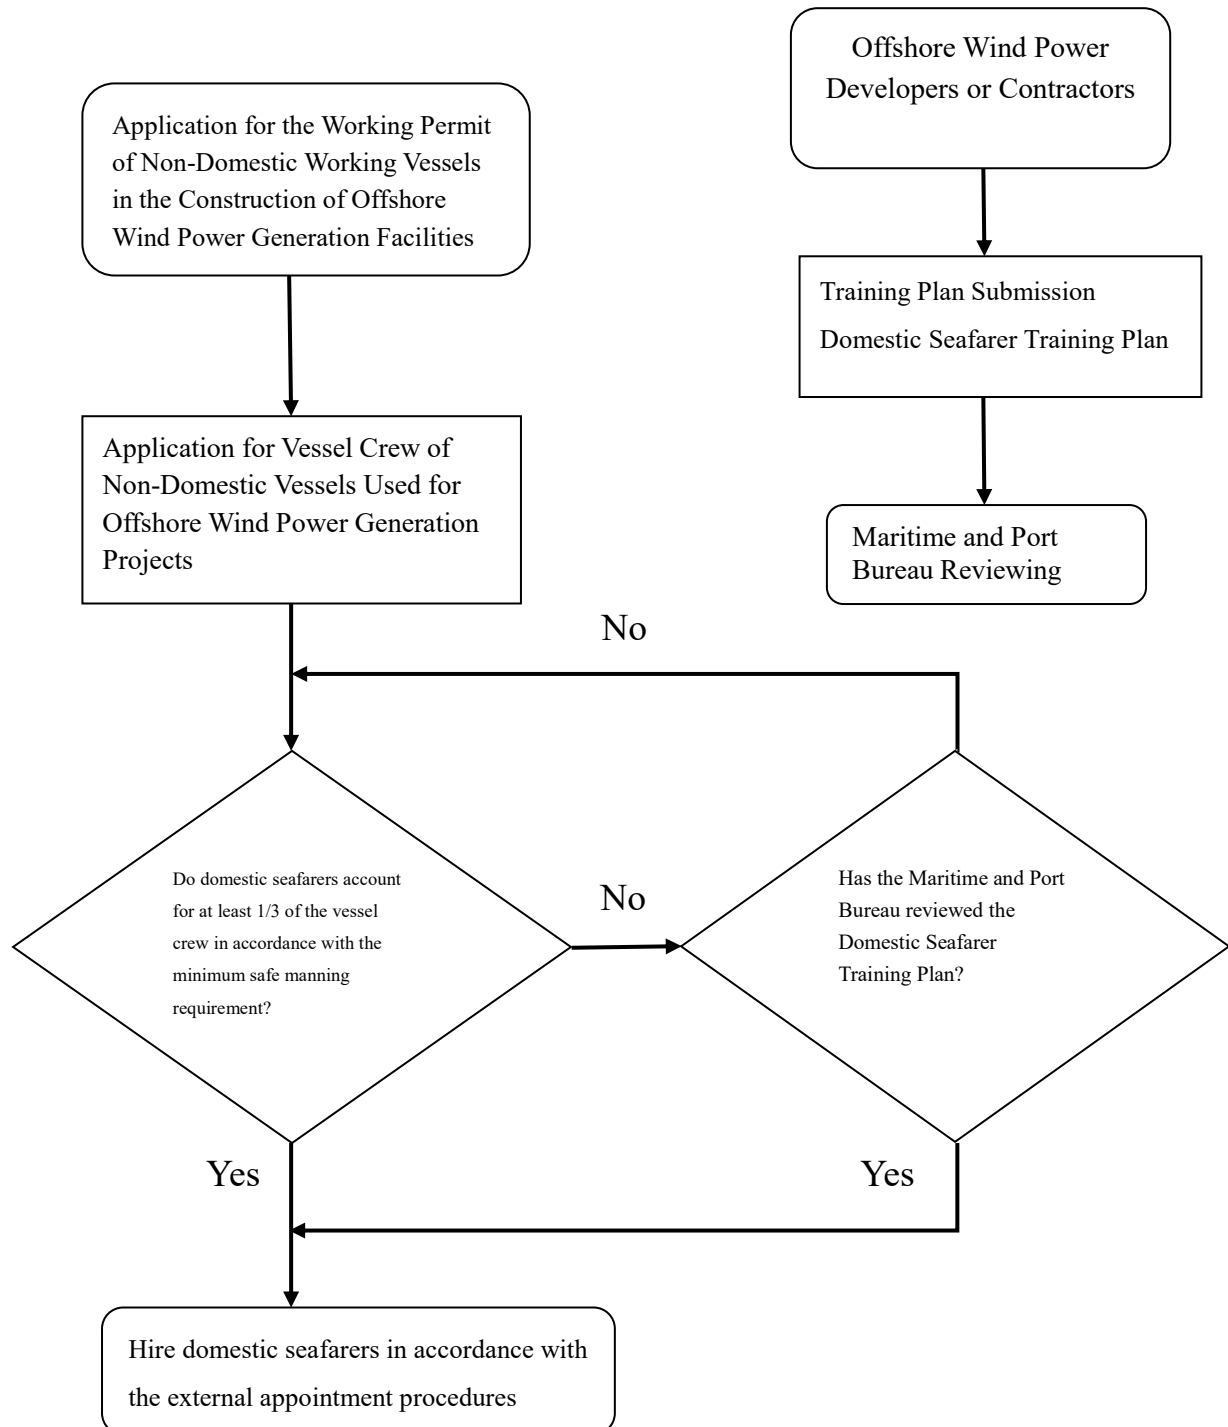 Offshore Wind Power
Developers or Contractors
Application for the Working Permit
of Non-Domestic Working Vessels
in the Construction of Offshore
Wind Power Generation Facilities
Training Plan Submission
Domestic Seafarer Training Plan
Application for Vessel Crew of
Non-Domestic Vessels Used for
Offshore Wind Power Generation
Projects
Maritime and Port
Bureau Reviewing
No
Do domestic seafarers account
for at least 1/3 of the vessel
crew in accordance with the
minimum safe manning
requirement?
No
Has the Maritime and Port
Bureau reviewed the
Domestic Seafarer
Training Plan?
Yes
Yes
Hire domestic seafarers in accordance with
the external appointment procedures